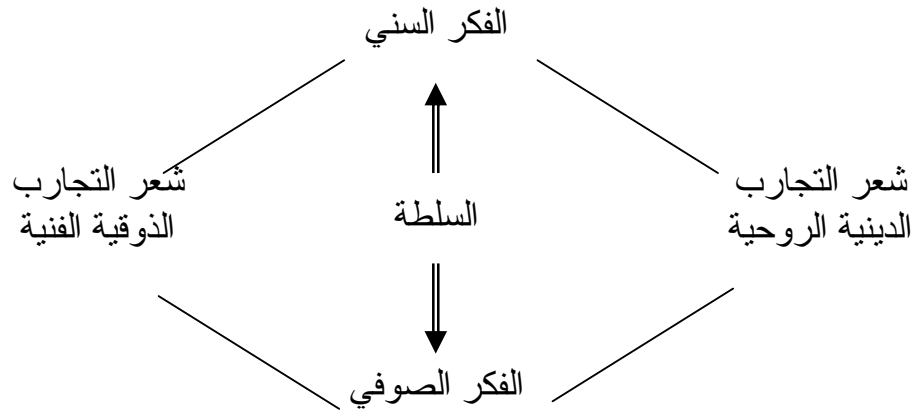 الفكر السني
شعر التجارب
الدينية الروحية
السلطة
شعر التجارب
الذوقية الفنية
الفكر الصوفي